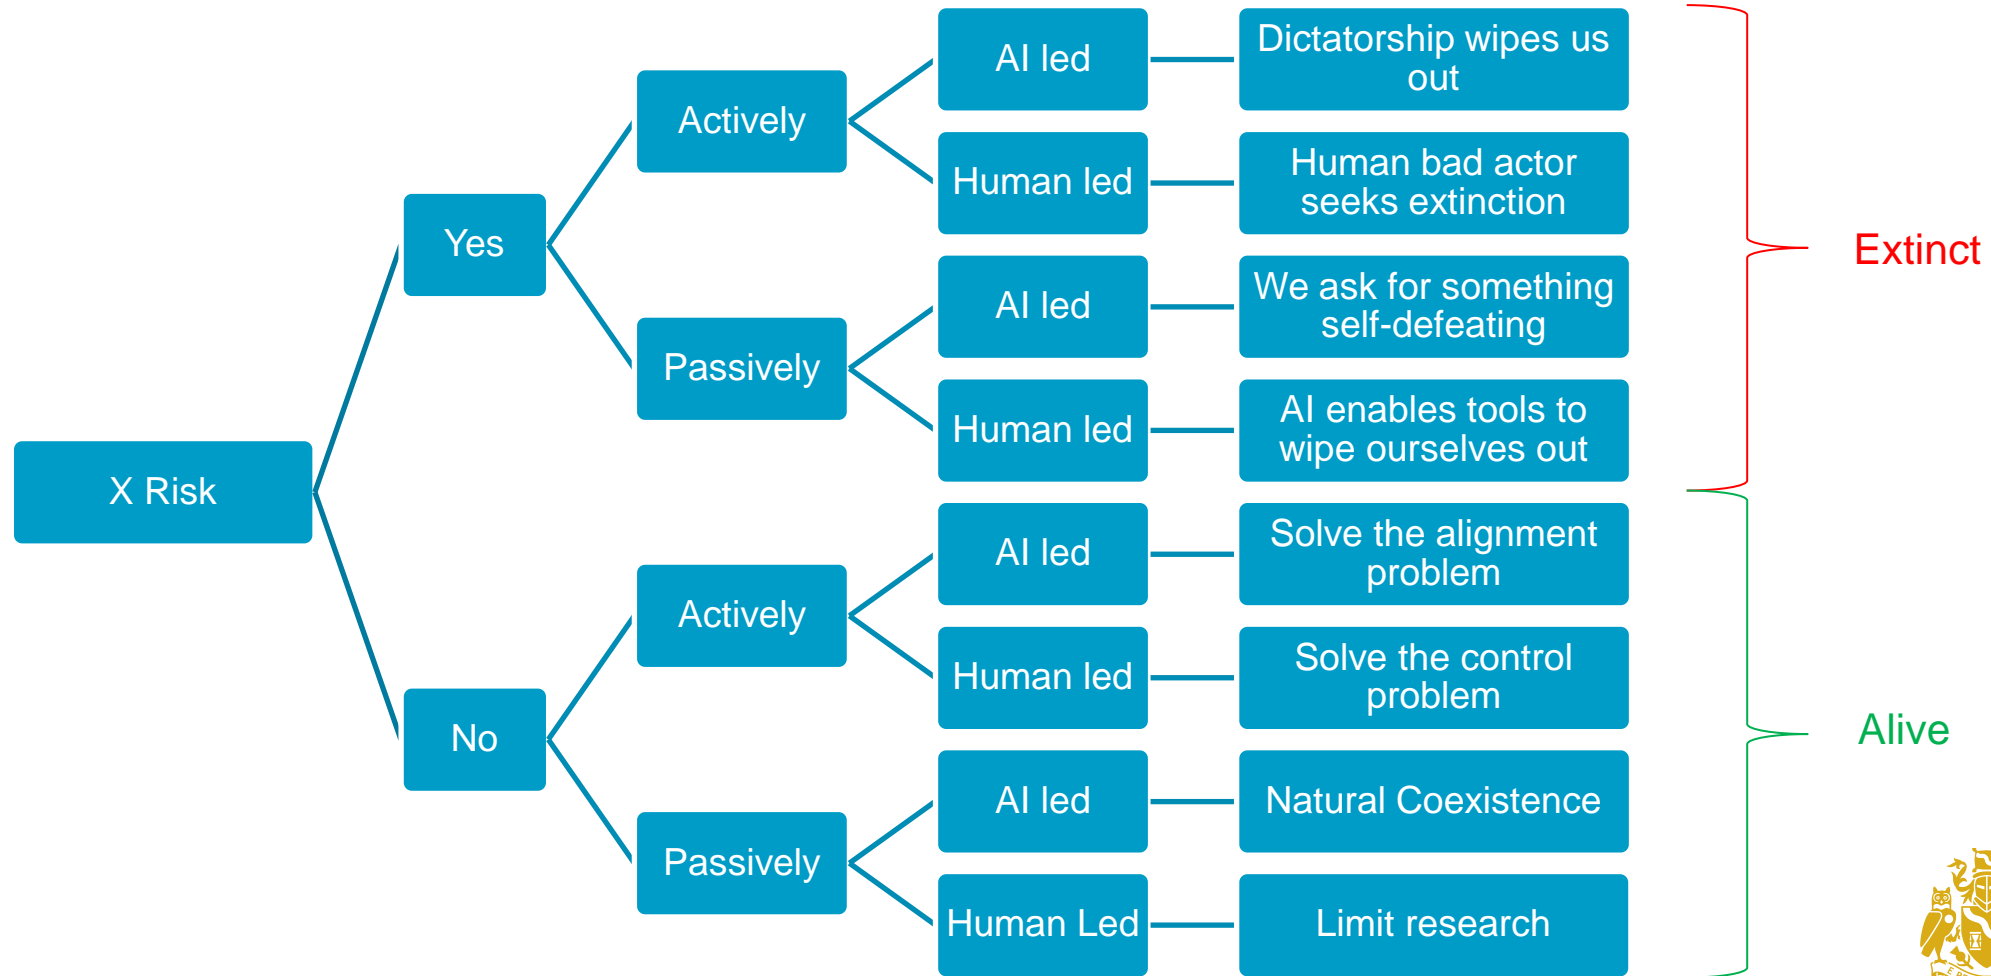 X Risk
Yes
No
Actively
Passively
Actively
Passively
AI led
Human led
AI led
Human led
AI led
Human led
AI led
Human Led
Dictatorship wipes us
out
Human bad actor
seeks extinction
We ask for something
self-defeating
AI enables tools to
wipe ourselves out
Solve the alignment
problem
Solve the control
problem
Natural Coexistence
Limit research
Extinct
Alive